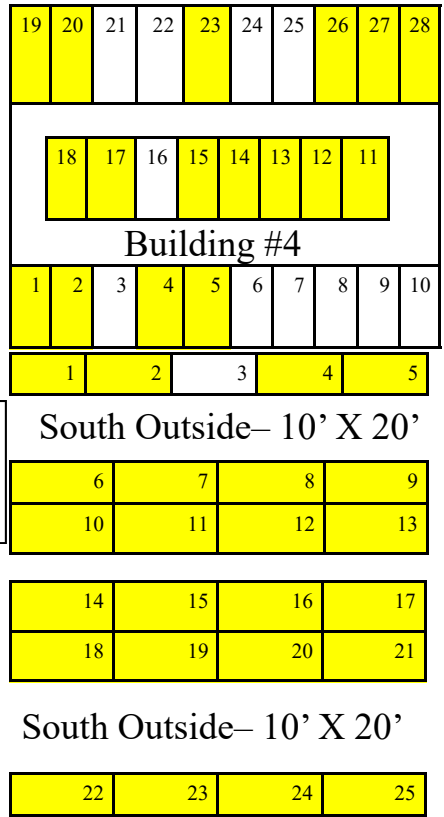 19 20 21 22 23 24 25 26 27 28
18 17 16 15 14 13 12 11
Building #4
1 2 3 4 5 6 7 8 9 10
1 2 3 4 5
South Outside– 10’ X 20’
6 7 8 9
10 11 12 13
14 15 16 17
18 19 20 21
South Outside– 10’ X 20’
22 23 24 25